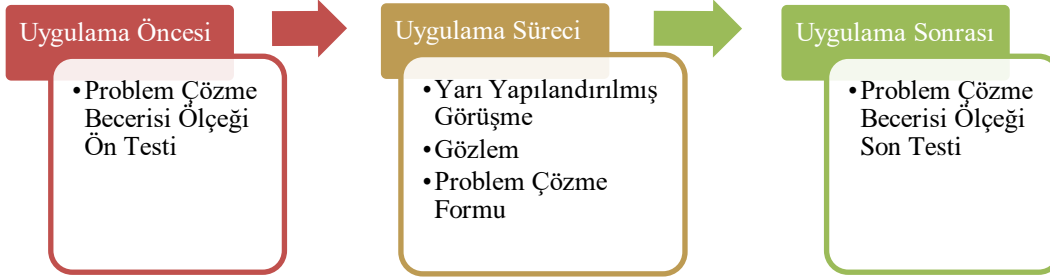 Uygulama Öncesi
•Problem Çözme
Becerisi Ölçeği
Ön Testi
Uygulama Süreci
•Yarı Yapılandırılmış
Görüşme
•Gözlem
•Problem Çözme
Formu
Uygulama Sonrası
•Problem Çözme
Becerisi Ölçeği
Son Testi